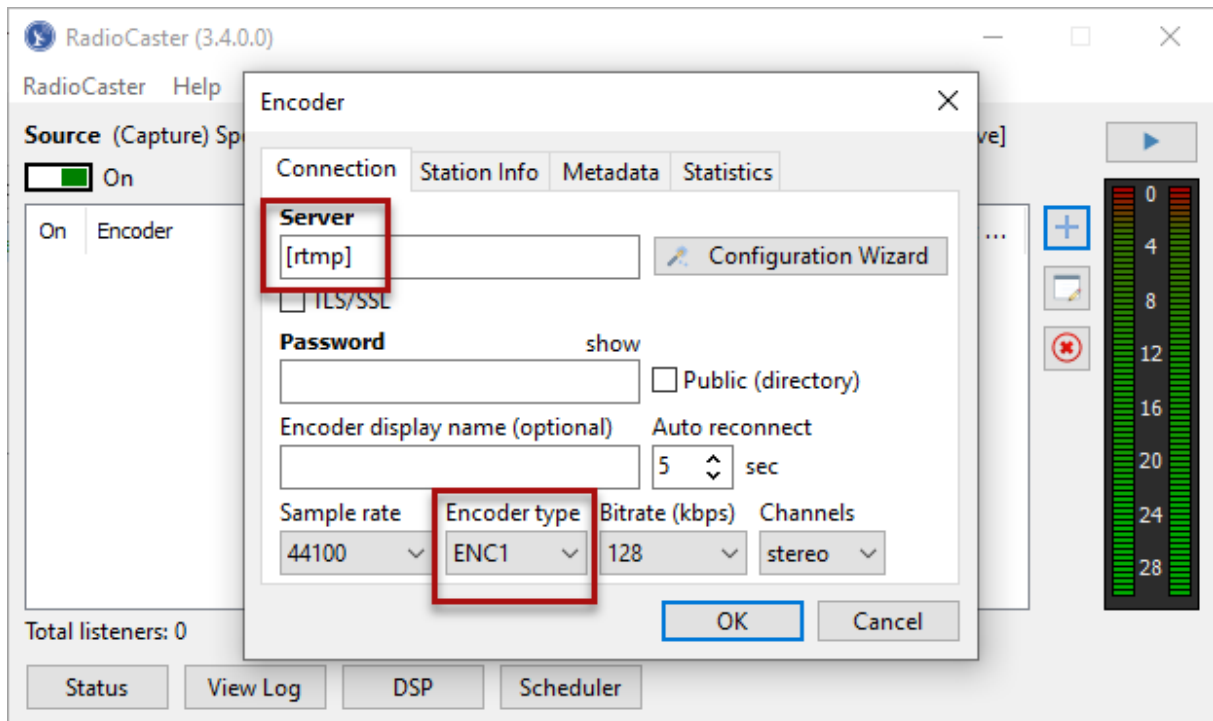 RadioCaster (3.4.0.0)
RadioCaster Help
Encoder
Source (Capture) Sp
ve]
On
Connection Station Info Metadata Statistics
On Encoder
...
Server
[rtmp]
Configuration Wizard
TLS/SSL
Password show
Public (directory)
Encoder display name (optional) Auto reconnect
5 sec
Sample rate Encoder type Bitrate (kbps) Channels
44100 ENC1 128 stereo
OK Cancel
0
4
8
12
16
20
24
28
Total listeners: 0
Status View Log DSP Scheduler